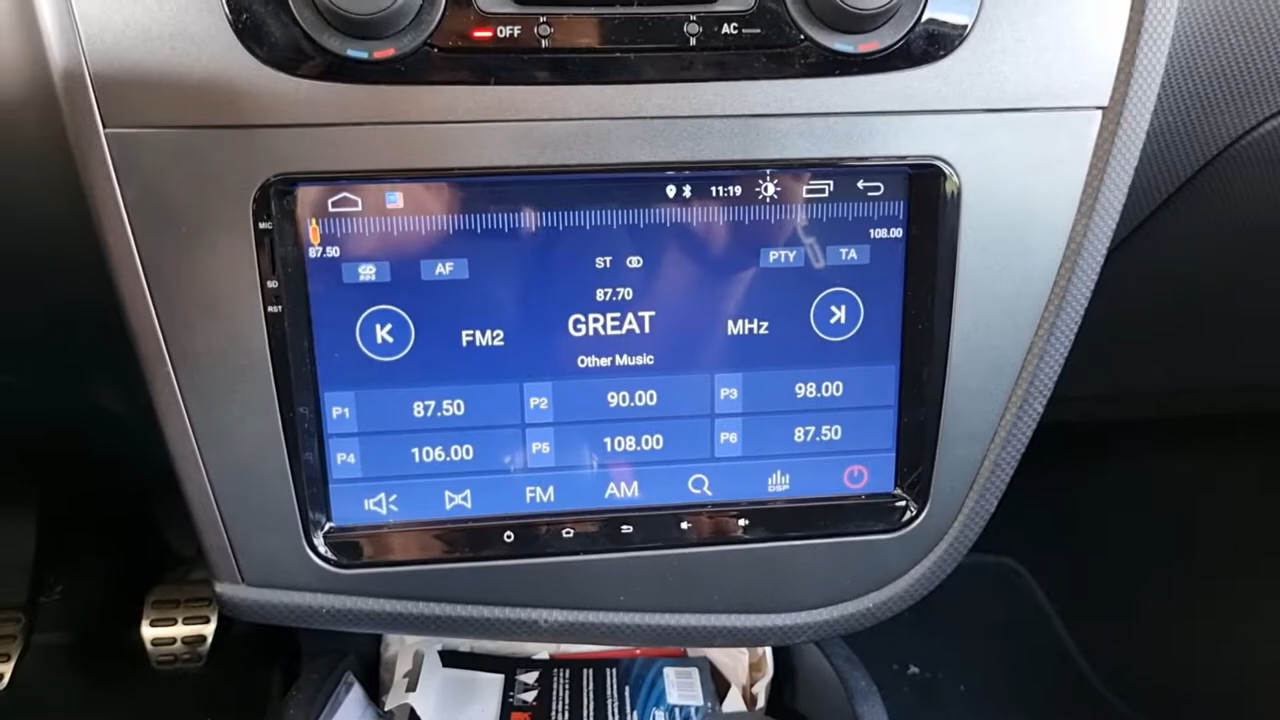 OFF
AC
MIC
11:19
87.50
108.00
SD
AF
ST
PTY
TA
RST
87.70
FM2
GREAT
MHz
Other Music
P1 87.50
P2 90.00
P3 98.00
P4 106.00
P5 108.00
P6 87.50
FM
AM
DSP